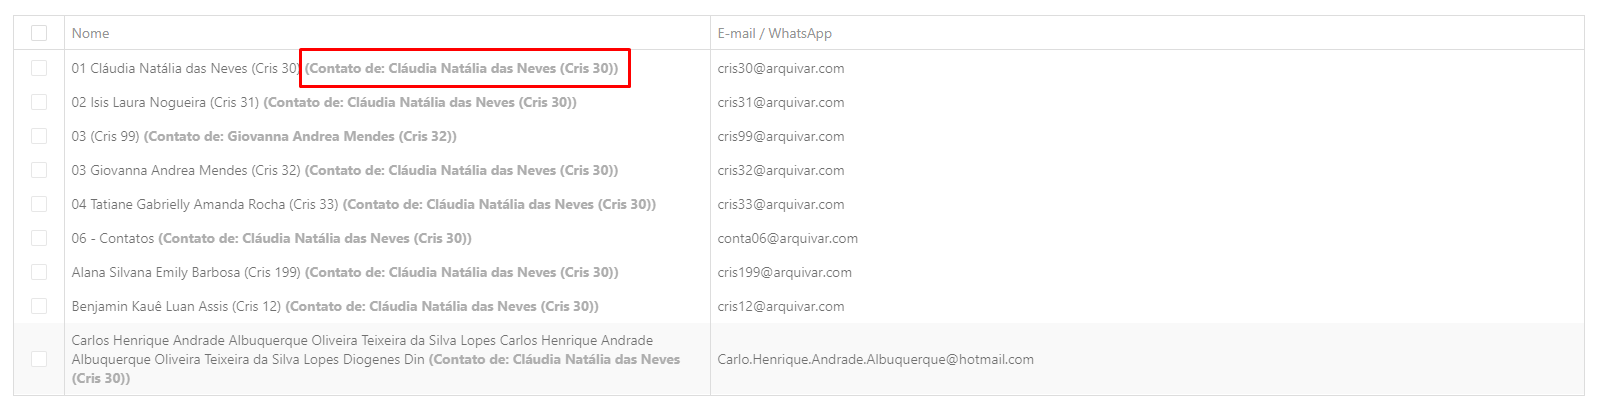 Nome
E-mail / WhatsApp
01 Cláudia Natália das Neves (Cris 30) (Contato de: Cláudia Natália das Neves (Cris 30))
cris30@arquivar.com
02 Isis Laura Nogueira (Cris 31) (Contato de: Cláudia Natália das Neves (Cris 30))
cris31@arquivar.com
03 (Cris 99) (Contato de: Giovanna Andrea Mendes (Cris 32))
cris99@arquivar.com
03 Giovanna Andrea Mendes (Cris 32) (Contato de: Cláudia Natália das Neves (Cris 30))
cris32@arquivar.com
04 Tatiane Gabrielly Amanda Rocha (Cris 33) (Contato de: Cláudia Natália das Neves (Cris 30))
cris33@arquivar.com
06 - Contatos (Contato de: Cláudia Natália das Neves (Cris 30))
conta06@arquivar.com
Alana Silvana Emily Barbosa (Cris 199) (Contato de: Cláudia Natália das Neves (Cris 30))
cris199@arquivar.com
Benjamin Kauê Luan Assis (Cris 12) (Contato de: Cláudia Natália das Neves (Cris 30))
cris12@arquivar.com
Carlos Henrique Andrade Albuquerque Oliveira Teixeira da Silva Lopes Carlos Henrique Andrade
Albuquerque Oliveira Teixeira da Silva Lopes Diogenes Din (Contato de: Cláudia Natália das Neves
(Cris 30))
Carlo.Henrique.Andrade.Albuquerque@hotmail.com